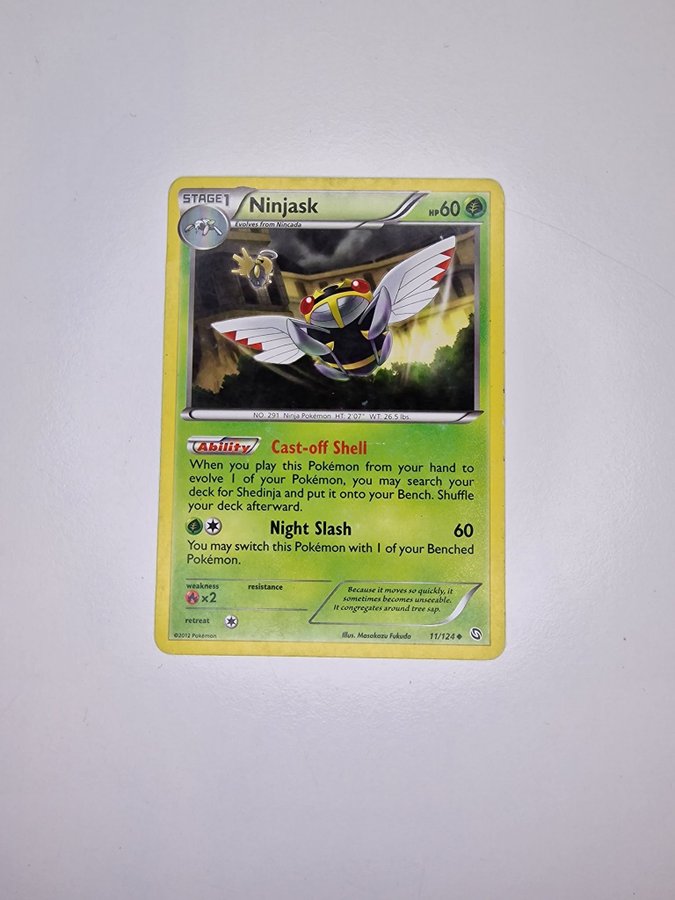 STAGE1
Ninjask
HP60
Evolves from Nincada
NO. 291 Ninja Pokémon HT: 2'07" WT: 26.5 lbs.
Ability Cast-off Shell
When you play this Pokémon from your hand to
evolve 1 of your Pokémon, you may search your
deck for Shedinja and put it onto your Bench. Shuffle
your deck afterward.
Night Slash 60
You may switch this Pokémon with 1 of your Benched
Pokémon.
weakness
resistance
x2
retreat
Because it moves so quickly, it
sometimes becomes unseeable.
It congregates around tree sap.
©2012 Pokémon
Illus. Masakazu Fukuda
11/124